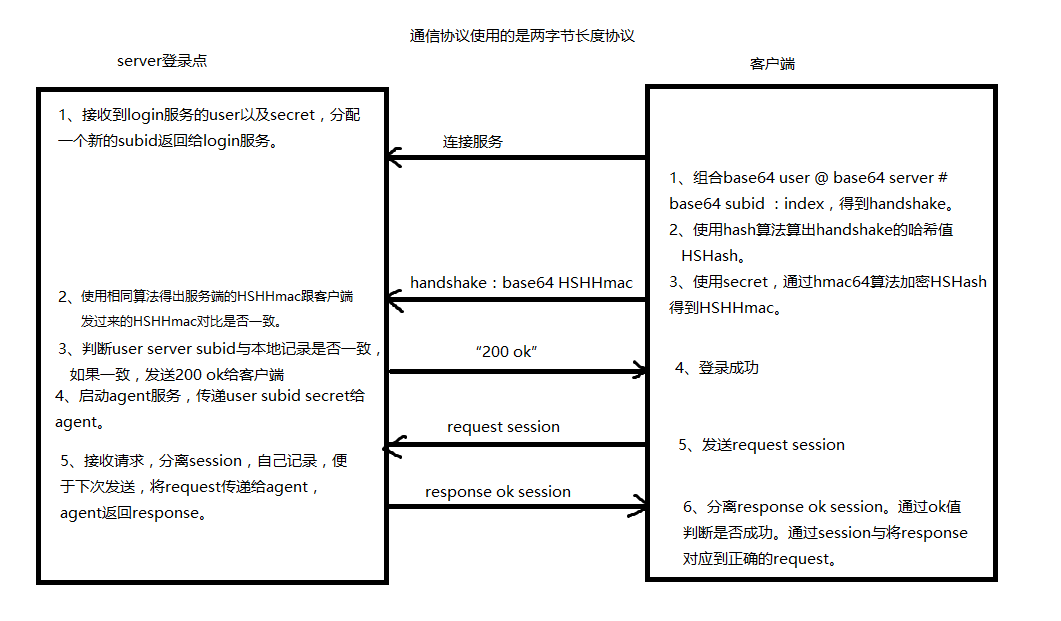 通信协议使用的是两字节长度协议
server登录点
客户端
1、接收到login服务的user以及secret，分配
一个新的subid返回给login服务。
连接服务
1、组合base64 user @ base64 server #
base64 subid ：index，得到handshake。
2、使用hash算法算出handshake的哈希值
HSHash。
3、使用secret，通过hmac64算法加密HSHash
得到HSHHmac。
handshake：base64 HSHHmac
2、使用相同算法得出服务端的HSHHmac跟客户端
发过来的HSHHmac对比是否一致。
3、判断user server subid与本地记录是否一致，
如果一致，发送200 ok给客户端
“200 ok”
4、登录成功
4、启动agent服务，传递user subid secret给
agent。
request session
5、发送request session
5、接收请求，分离session，自己记录，便
于下次发送，将request传递给agent，
agent返回response。
response ok session
6、分离response ok session。通过ok值
判断是否成功。通过session与将response
对应到正确的request。